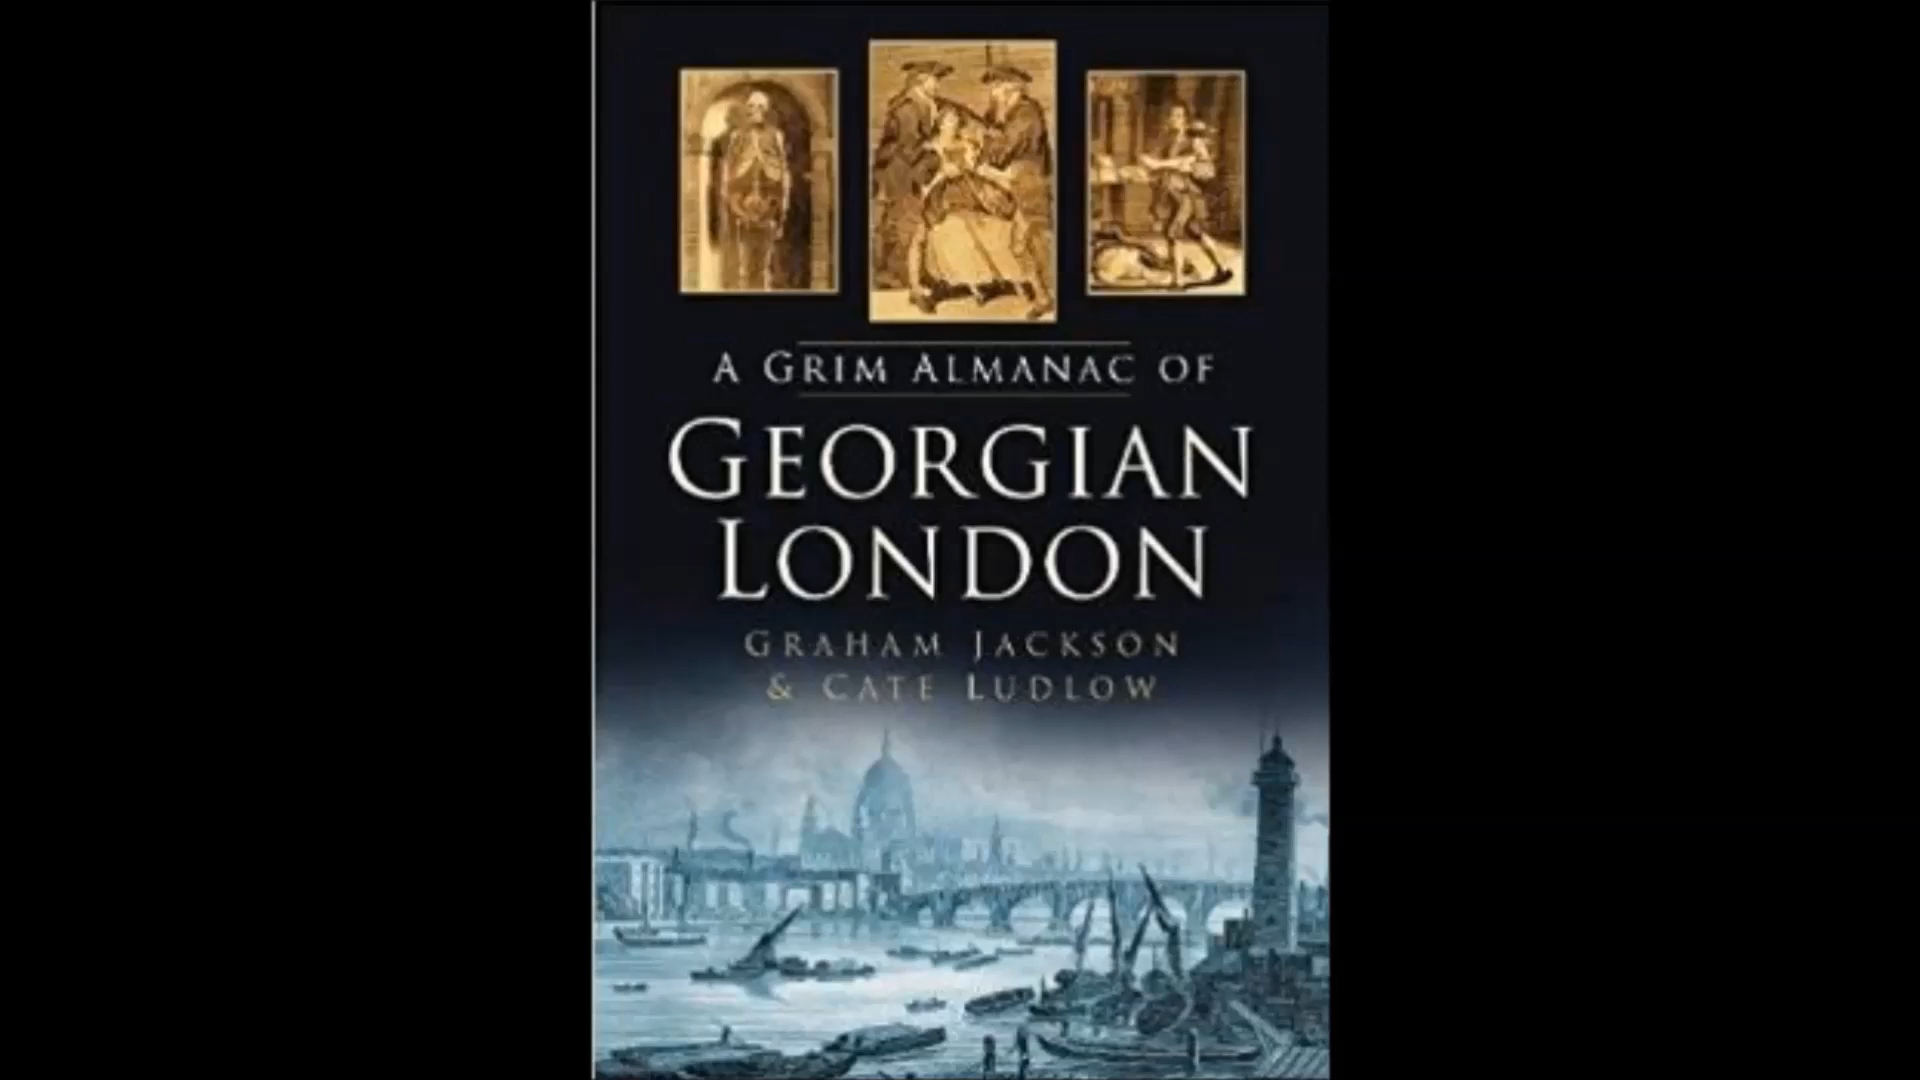 A GRIM ALMANAC OF
GEORGIAN
LONDON
GRAHAM JACKSON
& CATE LUDLOW